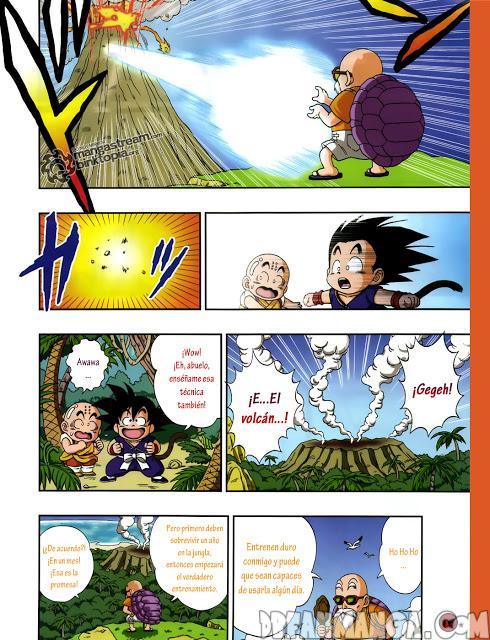 mangastream.com
pinktopia.org
¡Gegeh!
¡E...El
volcán...!
¡Wow!
¡Eh, abuelo,
enséñame esa
técnica
también!
Awawa
...
Ho Ho Ho
...
Entrenen duro
conmigo y puede
que sean capaces
de usarla algún día.
Pero primero deben
sobrevivir un año
en la jungla,
entonces empezará
el verdadero
entrenamiento.
¡¿De acuerdo?!
¡En un mes!
¡Esa es la
promesa!